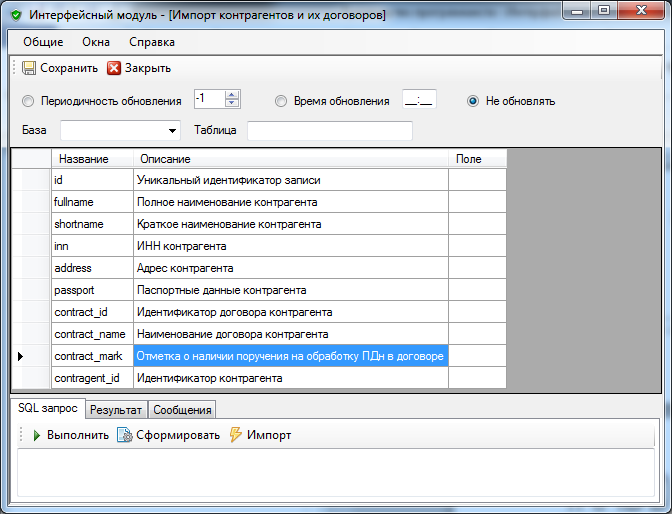 Интерфейсный модуль - [Импорт контрагентов и их договоров]
Общие Окна Справка
Сохранить Закрыть
Периодичность обновления -1 Время обновления __:__ Не обновлять
База Таблица
Название Описание Поле
id Уникальный идентификатор записи
fullname Полное наименование контрагента
shortname Краткое наименование контрагента
inn ИНН контрагента
address Адрес контрагента
passport Паспортные данные контрагента
contract_id Идентификатор договора контрагента
contract_name Наименование договора контрагента
contract_mark Отметка о наличии поручения на обработку ПДн в договоре
contragent_id Идентификатор контрагента
SQL запрос Результат Сообщения
Выполнить Сформировать Импорт